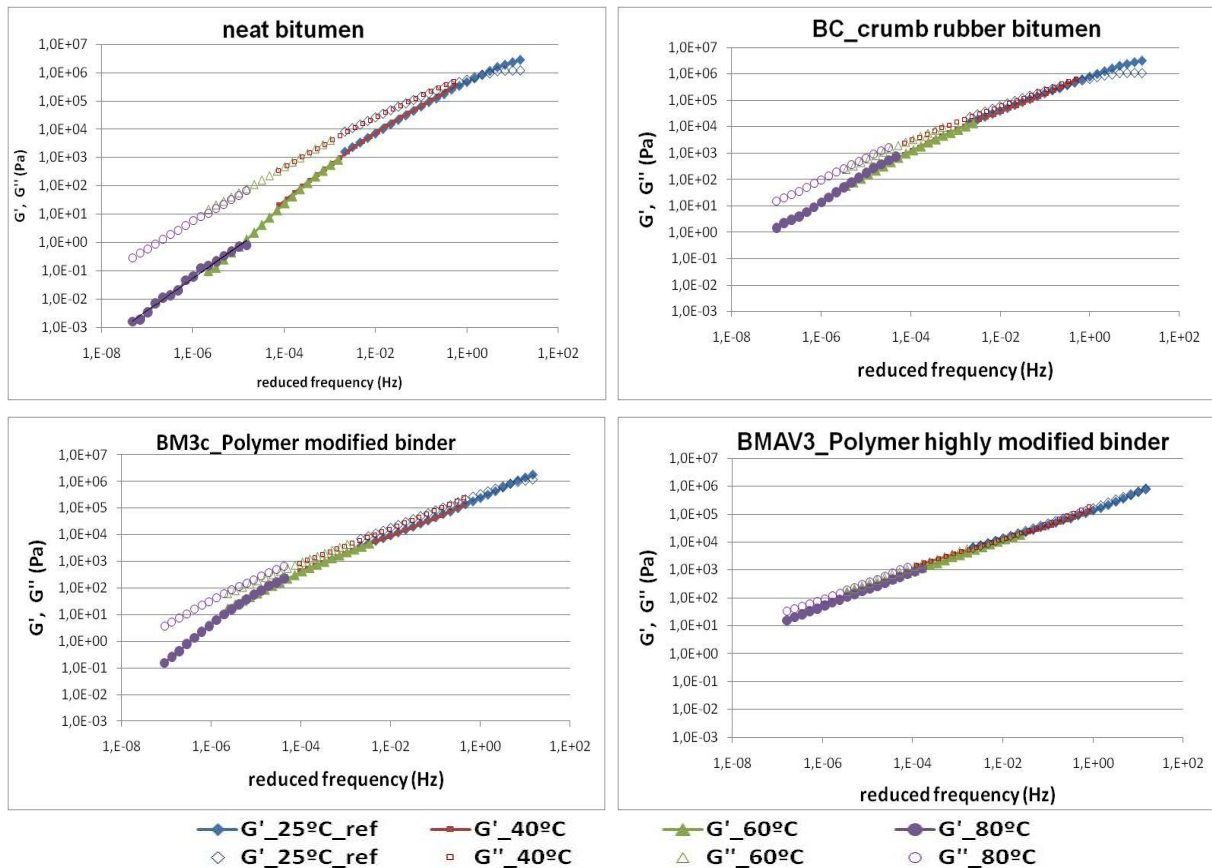 neat bitumen
1,0E+07
1,0E+06
1,0E+05
1,0E+04
1,0E+03
1,0E+02
1,0E+01
1,0E+00
1,0E-01
1,0E-02
1,0E-03
G', G'' (Pa)
1,E-08
1,E-06
1,E-04
1,E-02
1,E+00
1,E+02
reduced frequency (Hz)
BC_crumb rubber bitumen
1,0E+07
1,0E+06
1,0E+05
1,0E+04
1,0E+03
1,0E+02
1,0E+01
1,0E+00
1,0E-01
1,0E-02
1,0E-03
G', G'' (Pa)
1,E-08
1,E-06
1,E-04
1,E-02
1,E+00
1,E+02
reduced frequency (Hz)
BM3c_Polymer modified binder
1,0E+07
1,0E+06
1,0E+05
1,0E+04
1,0E+03
1,0E+02
1,0E+01
1,0E+00
1,0E-01
1,0E-02
1,0E-03
G', G'' (Pa)
1,E-08
1,E-06
1,E-04
1,E-02
1,E+00
1,E+02
reduced frequency (Hz)
BMAV3_Polymer highly modified binder
1,0E+07
1,0E+06
1,0E+05
1,0E+04
1,0E+03
1,0E+02
1,0E+01
1,0E+00
1,0E-01
1,0E-02
1,0E-03
G', G'' (Pa)
1,E-08
1,E-06
1,E-04
1,E-02
1,E+00
1,E+02
reduced frequency (Hz)
G'_25ºC_ref G'_40ºC G'_60ºC G'_80ºC
G'_25ºC_ref G''_40ºC G''_60ºC G''_80ºC